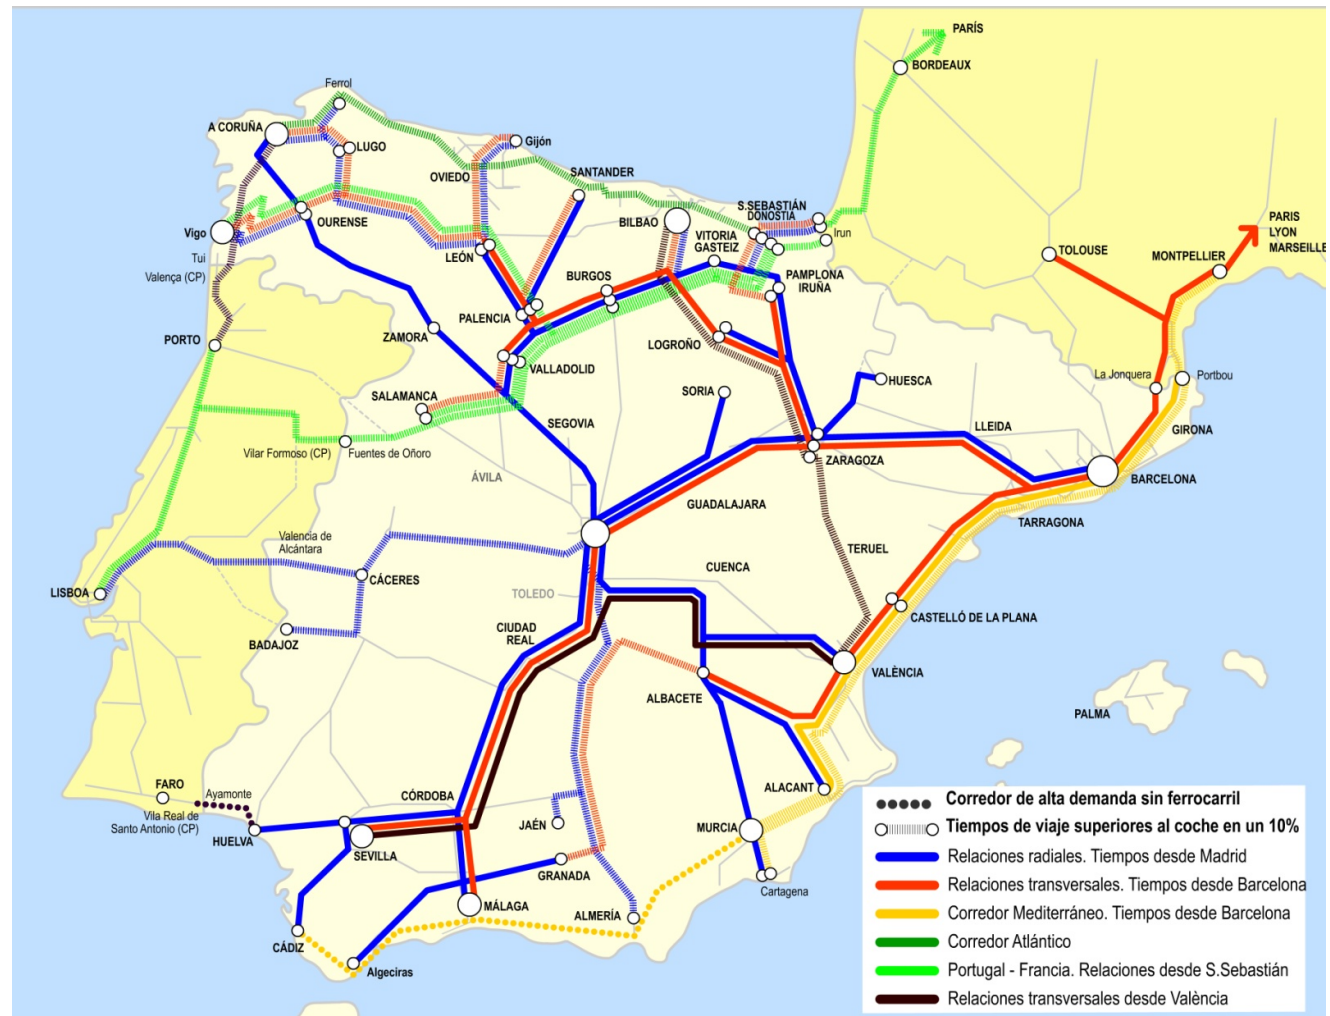 PARÍS
BORDEAUX
Ferrol
A CORUÑA
LUGO
Gijón
OVIEDO
SANTANDER
BILBAO
S.SEBASTIÁN
DONOSTIA
Irun
VITORIA
GASTEIZ
PARIS
LYON
MARSEILLE
TOLOUSE
MONTPELLIER
OURENSE
Vigo
Tui
Valença (CP)
LEÓN
BURGOS
PAMPLONA
IRUÑA
PALENCIA
ZAMORA
LOGROÑO
PORTO
VALLADOLID
HUESCA
La Jonquera
Portbou
SALAMANCA
SORIA
SEGOVIA
LLEIDA
GIRONA
Vilar Formoso (CP)
Fuentes de Oñoro
ÁVILA
ZARAGOZA
BARCELONA
GUADALAJARA
TARRAGONA
Valencia de
Alcántara
TERUEL
CUENCA
CÁCERES
LISBOA
TOLEDO
CASTELLÓ DE LA PLANA
CIUDAD
REAL
BADAJOZ
VALÈNCIA
ALBACETE
PALMA
FARO
Ayamonte
CÓRDOBA
ALACANT
Vila Real de
Santo Antonio (CP)
HUELVA
JAÉN
MURCIA
SEVILLA
GRANADA
Cartagena
MÁLAGA
ALMERÍA
CÁDIZ
Algeciras
Corredor de alta demanda sin ferrocarril
Tiempos de viaje superiores al coche en un 10%
Relaciones radiales. Tiempos desde Madrid
Relaciones transversales. Tiempos desde Barcelona
Corredor Mediterráneo. Tiempos desde Barcelona
Corredor Atlántico
Portugal - Francia. Relaciones desde S.Sebastián
Relaciones transversales desde València